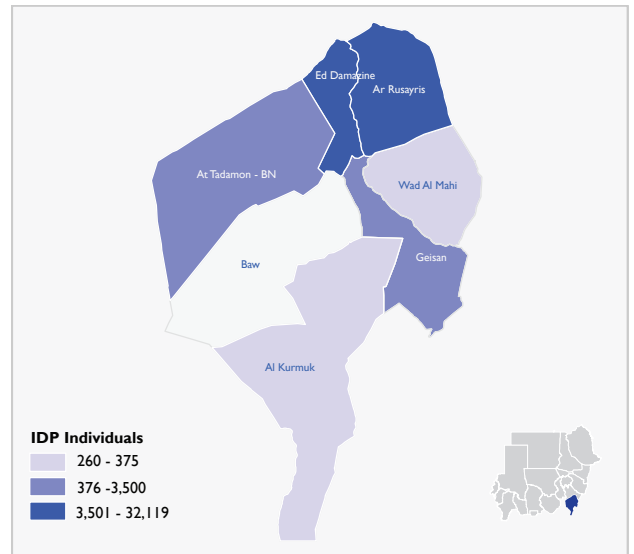 Ed Damazine
Ar Rusayris
At Tadamon - BN
Wad Al Mahi
Geisan
Baw
Al Kurmuk
IDP Individuals
260 - 375
376 -3,500
3,501 - 32,119